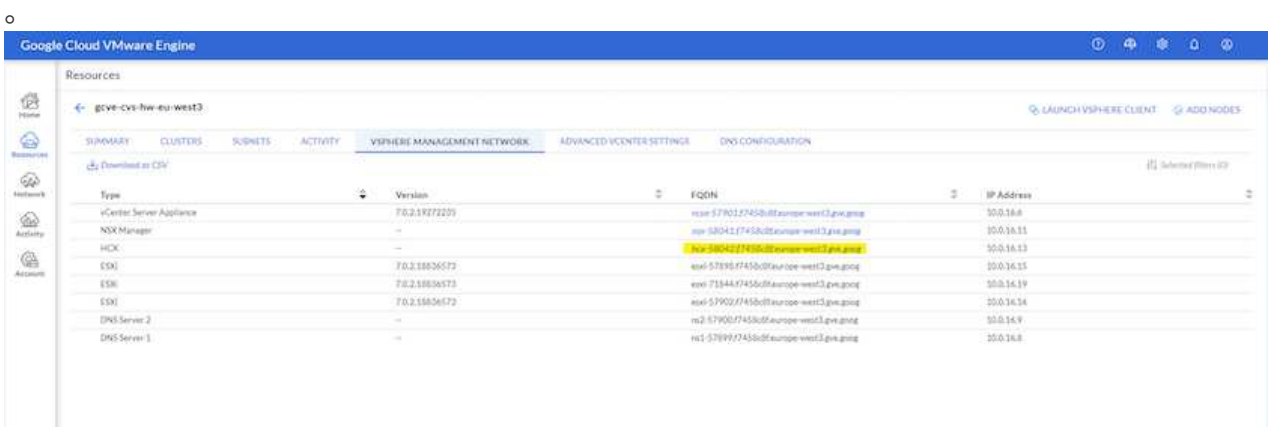 Google Cloud VMware Engine
Resources
gcve-cvs-hw-eu-west3
LAUNCH VSPHERE CLIENT ADD NODES
SUMMARY CLUSTERS SUBNETS ACTIVITY VSPHERE MANAGEMENT NETWORK ADVANCED VCENTER SETTINGS DNS CONFIGURATION
Download as CSV Selected filters (0)
Type Version FQDN IP Address
vCenter Server Appliance 7.0.2.19272235 10.0.16.6
NSX Manager -- 10.0.16.11
HCX -- 10.0.16.13
ESXi 7.0.2.18836573 10.0.16.15
ESXi 7.0.2.18836573 10.0.16.19
ESXi 7.0.2.18836573 10.0.16.14
DNS Server 2 -- 10.0.16.9
DNS Server 1 -- 10.0.16.8
Home
Resources
Network
Activity
Account